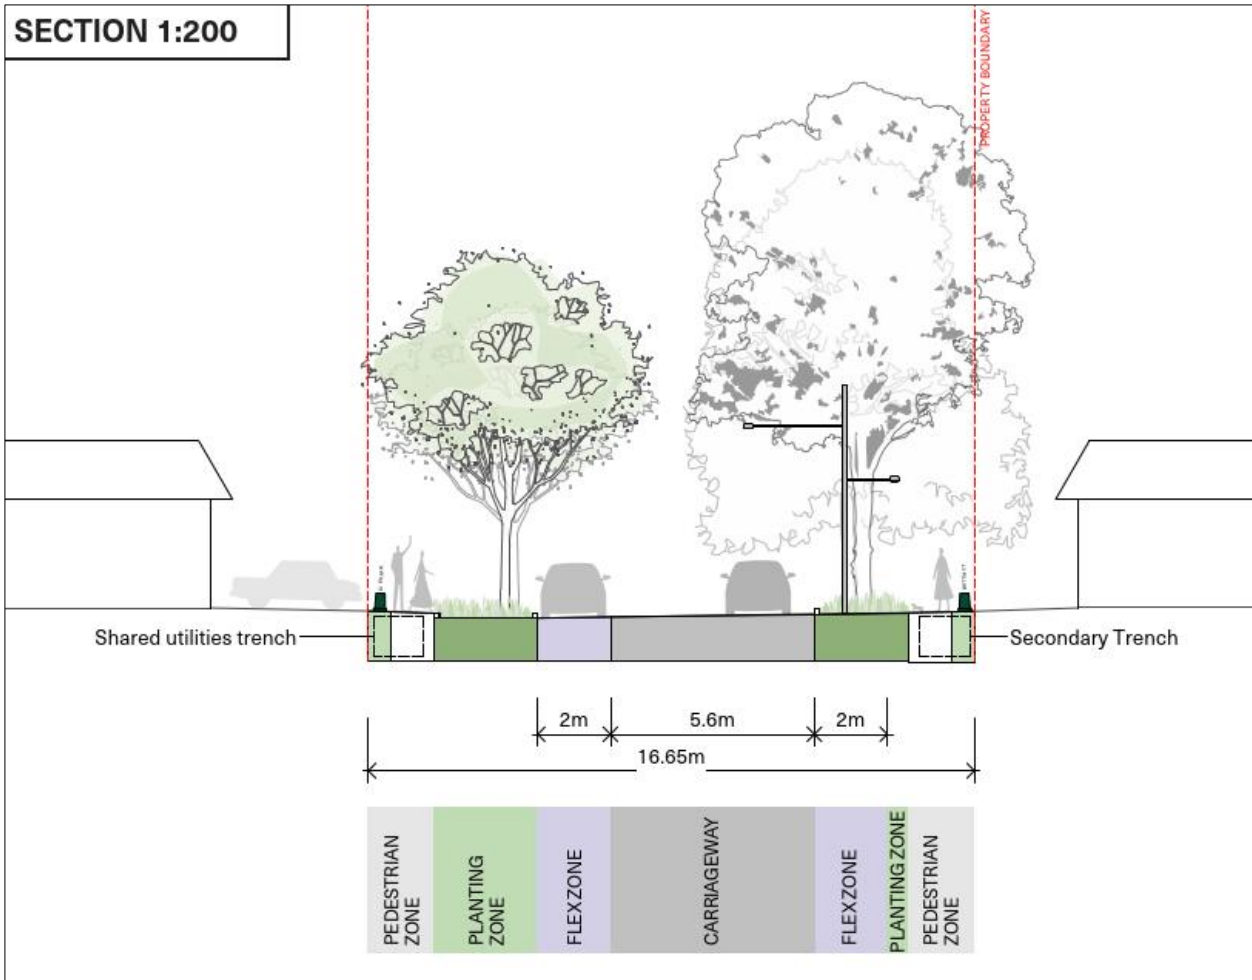 SECTION 1:200
PROPERTY BOUNDARY
Shared utilities trench
Secondary Trench
2m
5.6m
2m
16.65m
PEDESTRIAN
ZONE
PLANTING
ZONE
FLEXZONE
CARRIAGEWAY
FLEXZONE
PLANTING ZONE
PEDESTRIAN
ZONE